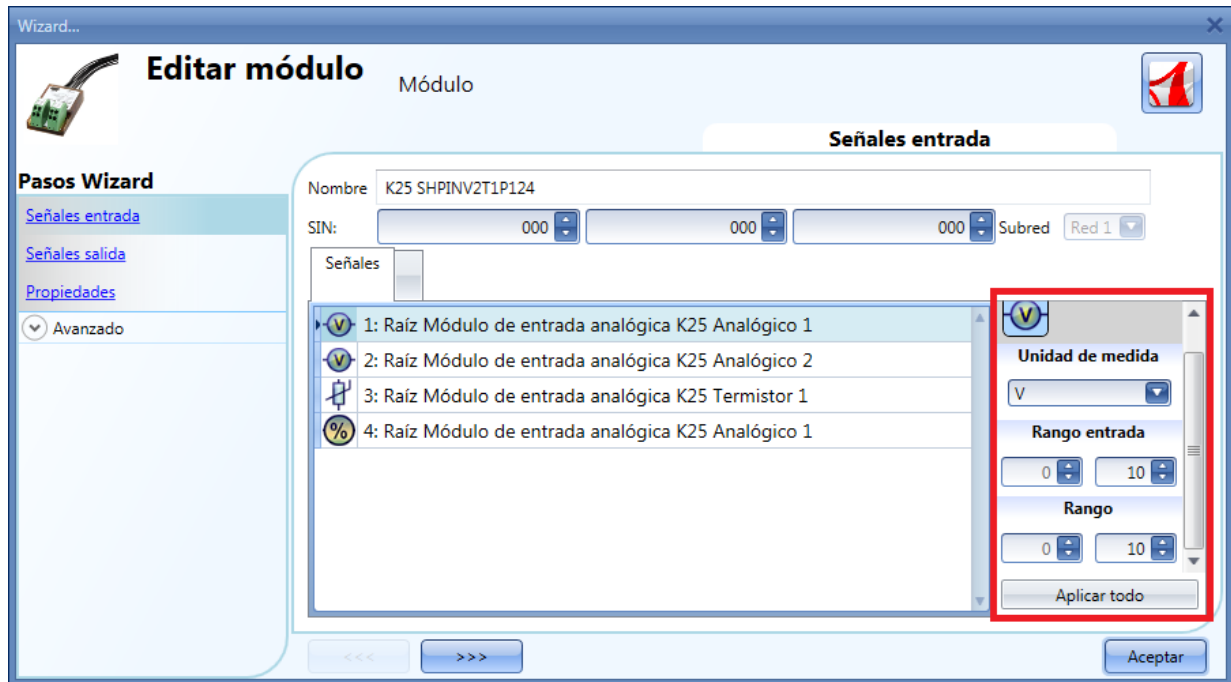 Wizard...
Editar módulo
Módulo
Señales entrada
Pasos Wizard
Señales entrada
Señales salida
Propiedades
Avanzado
Nombre K25 SHPINV2T1P124
SIN: 000 000 000 Subred Red 1
Señales
V 1: Raíz Módulo de entrada analógica K25 Analógico 1
V 2: Raíz Módulo de entrada analógica K25 Analógico 2
3: Raíz Módulo de entrada analógica K25 Termistor 1
% 4: Raíz Módulo de entrada analógica K25 Analógico 1
V
Unidad de medida
V
Rango entrada
0 10
Rango
0 10
Aplicar todo
<<< >>> Aceptar